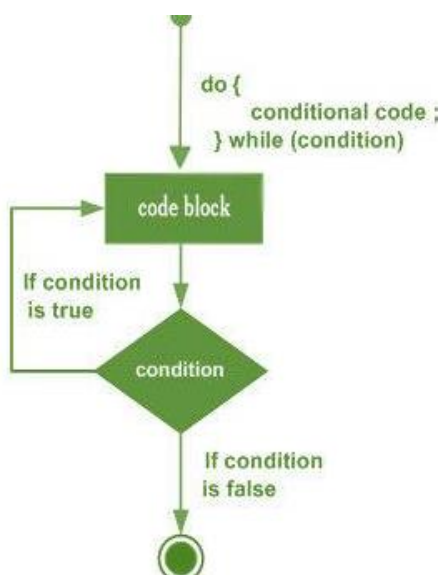 do {
conditional code ;
} while (condition)
code block
If condition
is true
condition
If condition
is false